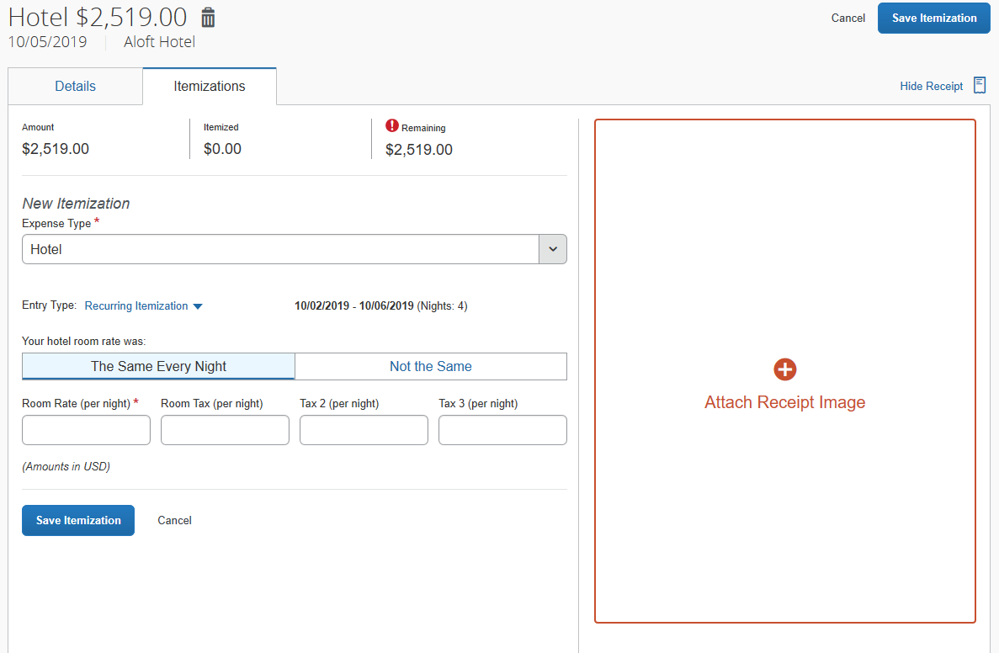 Hotel $2,519.00
Cancel
Save Itemization
10/05/2019
Aloft Hotel
Details
Itemizations
Hide Receipt
Amount
Itemized
Remaining
$2,519.00
$0.00
$2,519.00
New Itemization
Expense Type *
Hotel
Entry Type: Recurring Itemization
10/02/2019 - 10/06/2019 (Nights: 4)
Your hotel room rate was:
The Same Every Night
Not the Same
Room Rate (per night) *
Room Tax (per night)
Tax 2 (per night)
Tax 3 (per night)
(Amounts in USD)
Save Itemization
Cancel
Attach Receipt Image